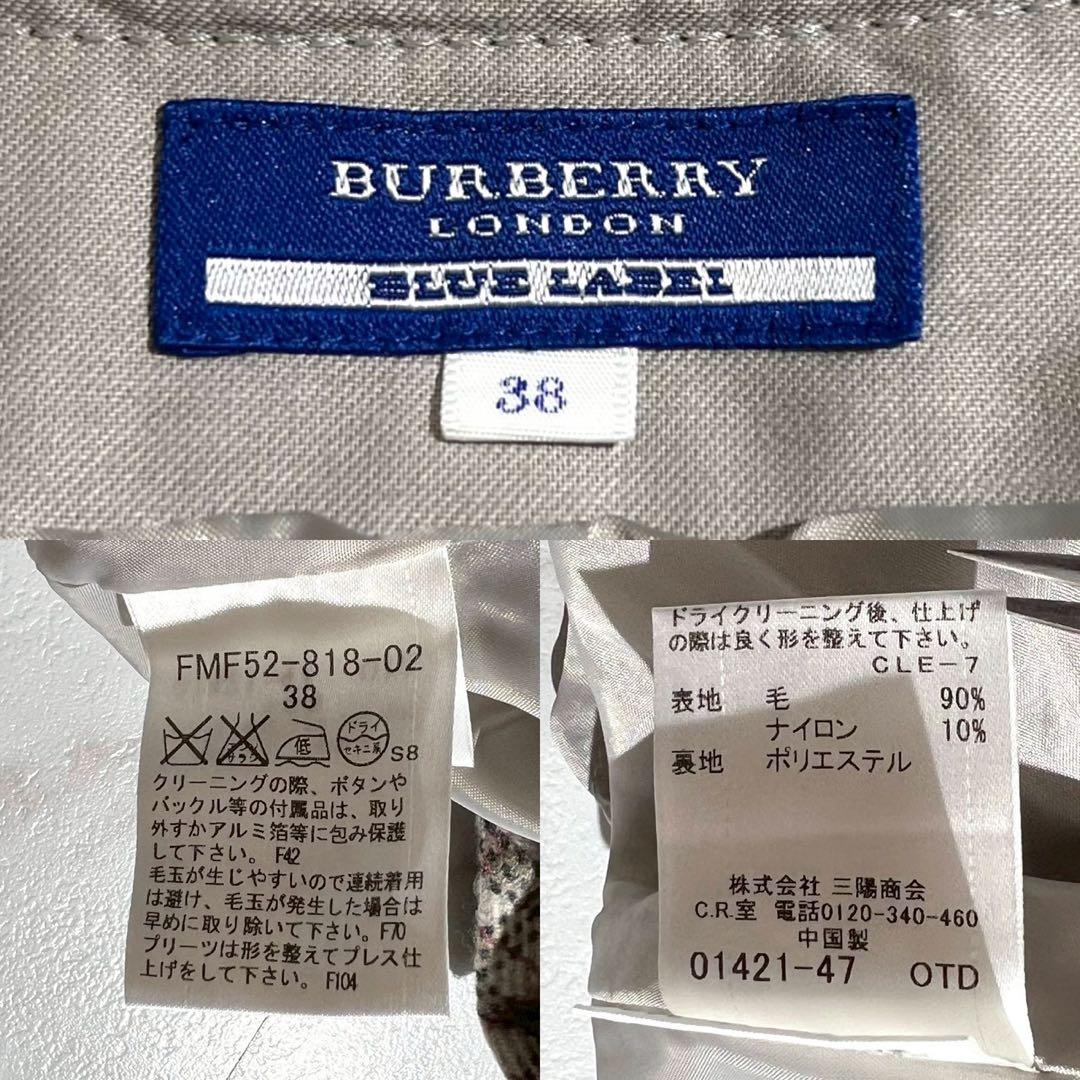 BURBERRY
LONDON
BLUE LABEL
38
FMF52-818-02
38
サラシ 低 ドライ
セキユ系 S8
クリーニングの際、ボタンや
バックル等の付属品は、取り
外すかアルミ箔等に包み保護
して下さい。 F42
毛玉が生じやすいので連続着用
は避け、毛玉が発生した場合は
早めに取り除いて下さい。F70
プリーツは形を整えてプレス仕
上げをして下さい。F104
ドライクリーニング後、仕上げ
の際は良く形を整えて下さい。
CLE-7
表地 毛 90%
ナイロン 10%
裏地 ポリエステル
株式会社 三陽商会
C.R.室 電話0120-340-460
中国製
01421-47 OTD